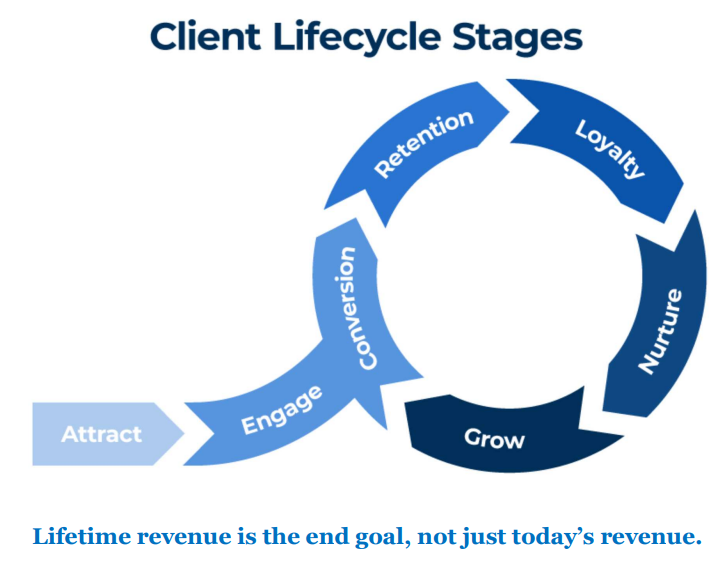 Client Lifecycle Stages
Attract
Engage
Conversion
Retention
Loyalty
Nurture
Grow
Lifetime revenue is the end goal, not just today’s revenue.